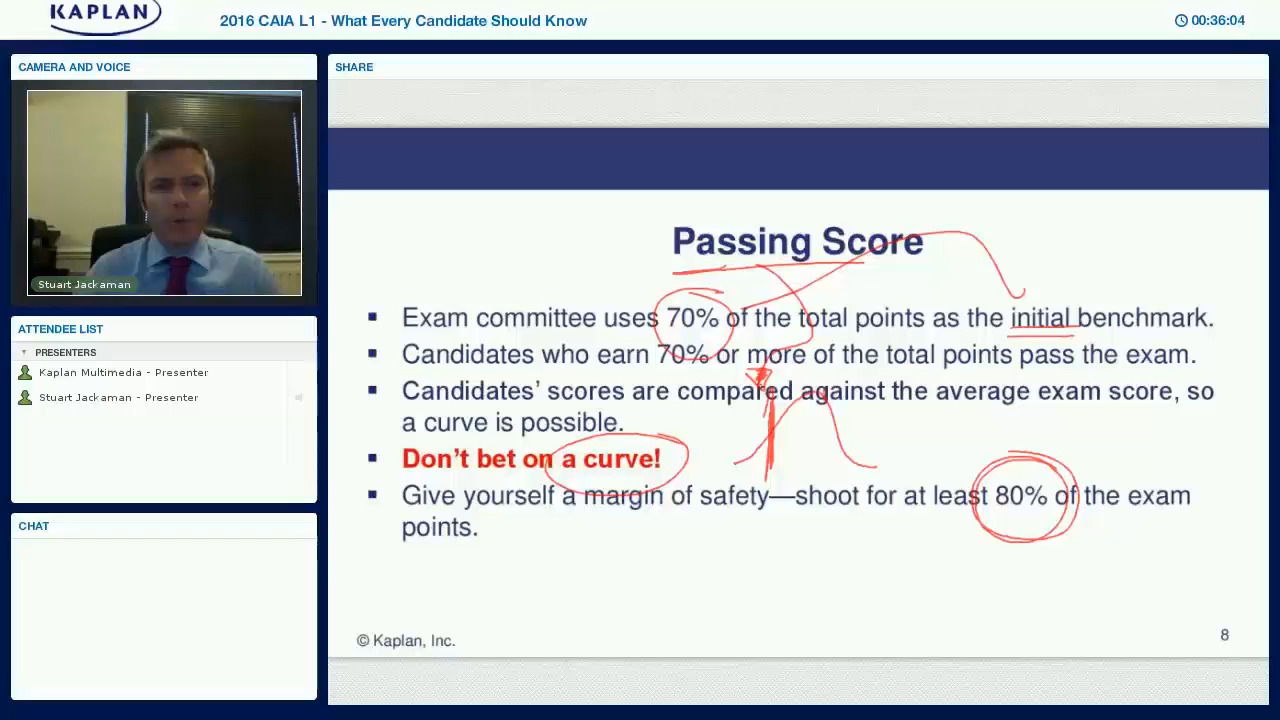 KAPLAN
2016 CAIA L1 - What Every Candidate Should Know
00:36:04
CAMERA AND VOICE
Stuart Jackaman
ATTENDEE LIST
PRESENTERS
Kaplan Multimedia - Presenter
Stuart Jackaman - Presenter
CHAT
SHARE
Passing Score
Exam committee uses 70% of the total points as the initial benchmark.
Candidates who earn 70% or more of the total points pass the exam.
Candidates' scores are compared against the average exam score, so
a curve is possible.
Don't bet on a curve!
Give yourself a margin of safety—shoot for at least 80% of the exam
points.
© Kaplan, Inc.
8